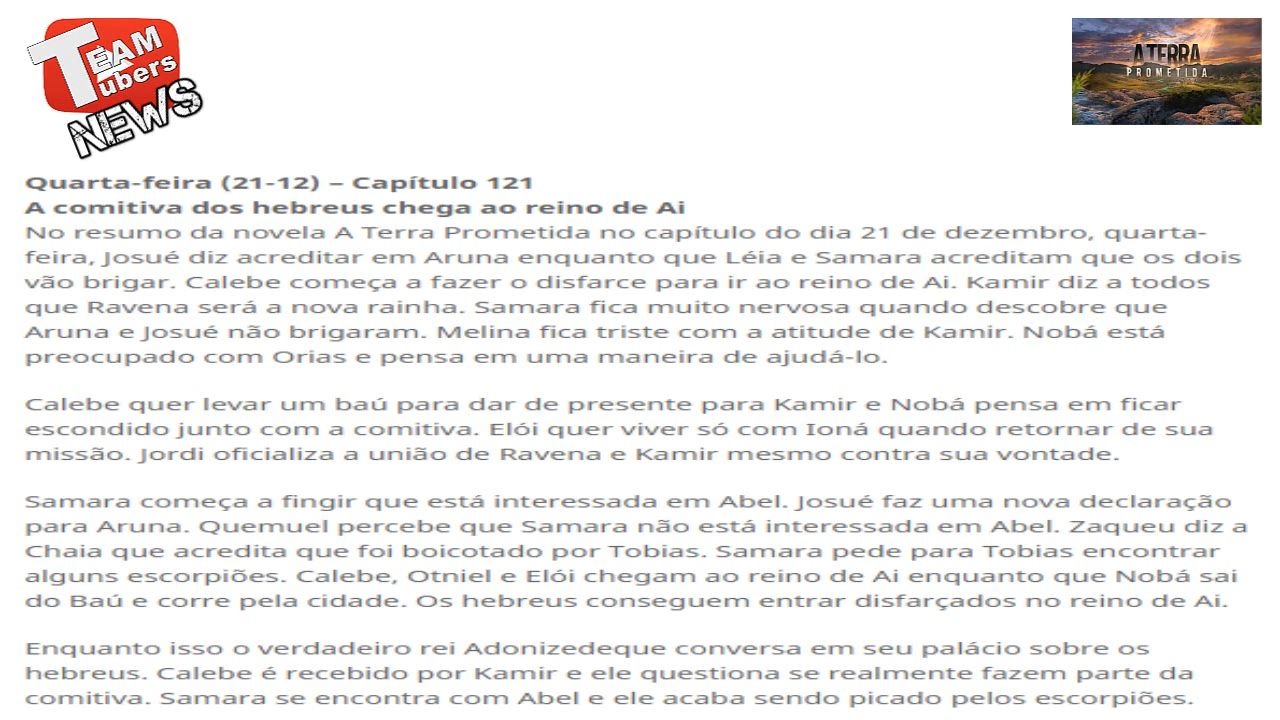 TEAM
Tubers
NEWS
A TERRA
PROMETIDA
Quarta-feira (21-12) – Capítulo 121
A comitiva dos hebreus chega ao reino de Ai
No resumo da novela A Terra Prometida no capítulo do dia 21 de dezembro, quarta-
feira, Josué diz acreditar em Aruna enquanto que Léia e Samara acreditam que os dois
vão brigar. Calebe começa a fazer o disfarce para ir ao reino de Ai. Kamir diz a todos
que Ravena será a nova rainha. Samara fica muito nervosa quando descobre que
Aruna e Josué não brigaram. Melina fica triste com a atitude de Kamir. Nobá está
preocupado com Orias e pensa em uma maneira de ajudá-lo.
Calebe quer levar um baú para dar de presente para Kamir e Nobá pensa em ficar
escondido junto com a comitiva. Elói quer viver só com Ioná quando retornar de sua
missão. Jordi oficializa a união de Ravena e Kamir mesmo contra sua vontade.
Samara começa a fingir que está interessada em Abel. Josué faz uma nova declaração
para Aruna. Quemuel percebe que Samara não está interessada em Abel. Zaqueu diz a
Chaia que acredita que foi boicotado por Tobias. Samara pede para Tobias encontrar
alguns escorpiões. Calebe, Otniel e Elói chegam ao reino de Ai enquanto que Nobá sai
do Baú e corre pela cidade. Os hebreus conseguem entrar disfarçados no reino de Ai.
Enquanto isso o verdadeiro rei Adonizedeque conversa em seu palácio sobre os
hebreus. Calebe é recebido por Kamir e ele questiona se realmente fazem parte da
comitiva. Samara se encontra com Abel e ele acaba sendo picado pelos escorpiões.